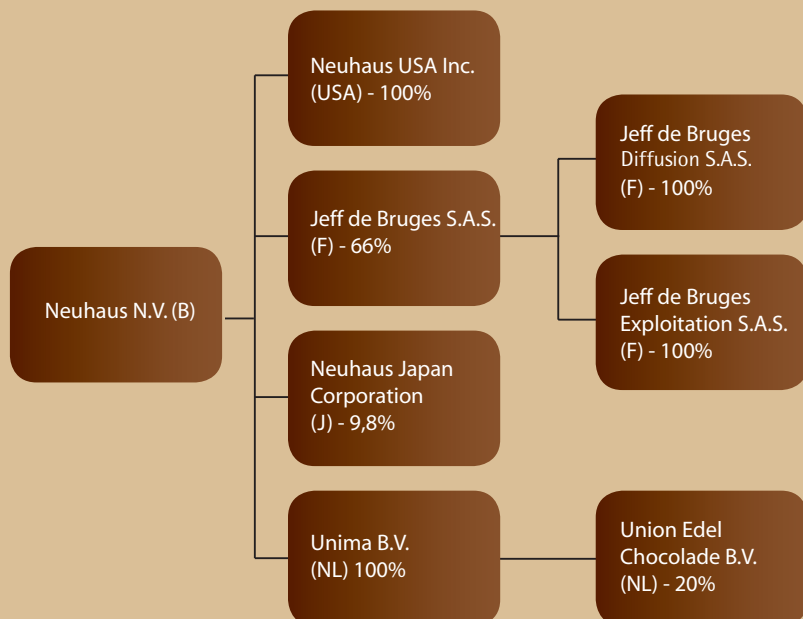 Neuhaus N.V. (B)
Neuhaus USA Inc.
(USA) - 100%
Jeff de Bruges S.A.S.
(F) - 66%
Neuhaus Japan
Corporation
(J) - 9,8%
Unima B.V.
(NL) 100%
Jeff de Bruges
Diffusion S.A.S.
(F) - 100%
Jeff de Bruges
Exploitation S.A.S.
(F) - 100%
Union Edel
Chocolade B.V.
(NL) - 20%